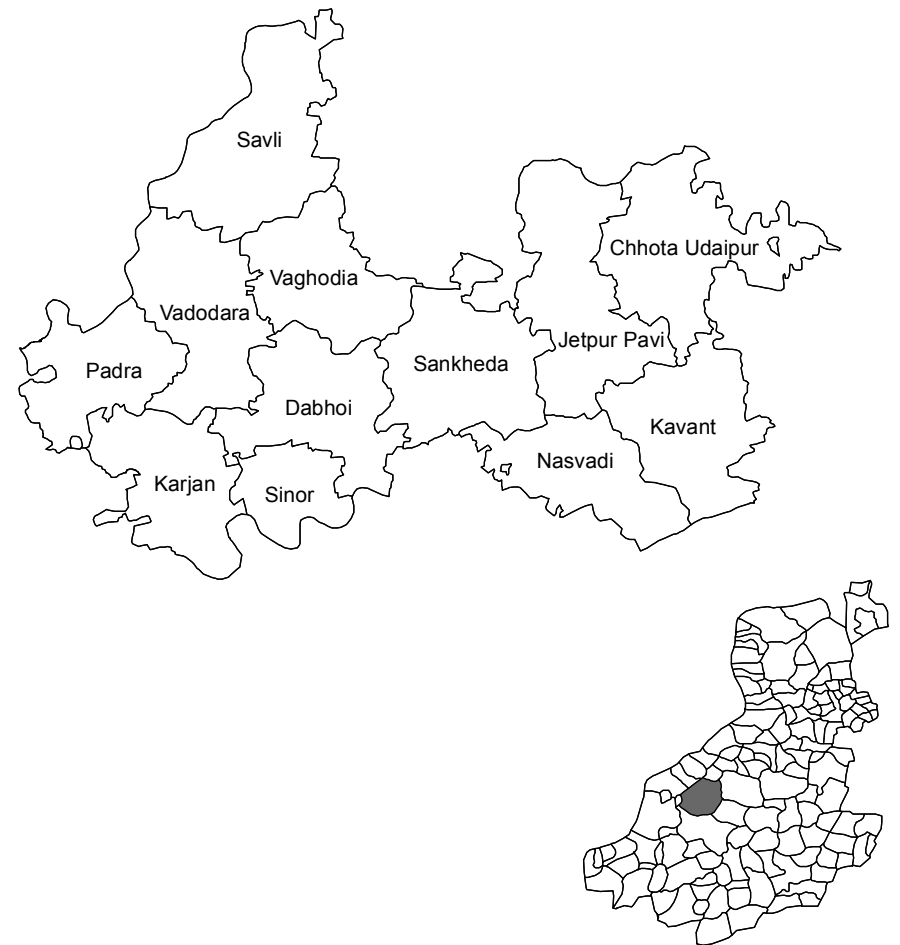 Savli
Chhota Udaipur
Vaghodia
Vadodara
Jetpur Pavi
Sankheda
Padra
Dabhoi
Kavant
Nasvadi
Karjan
Sinor